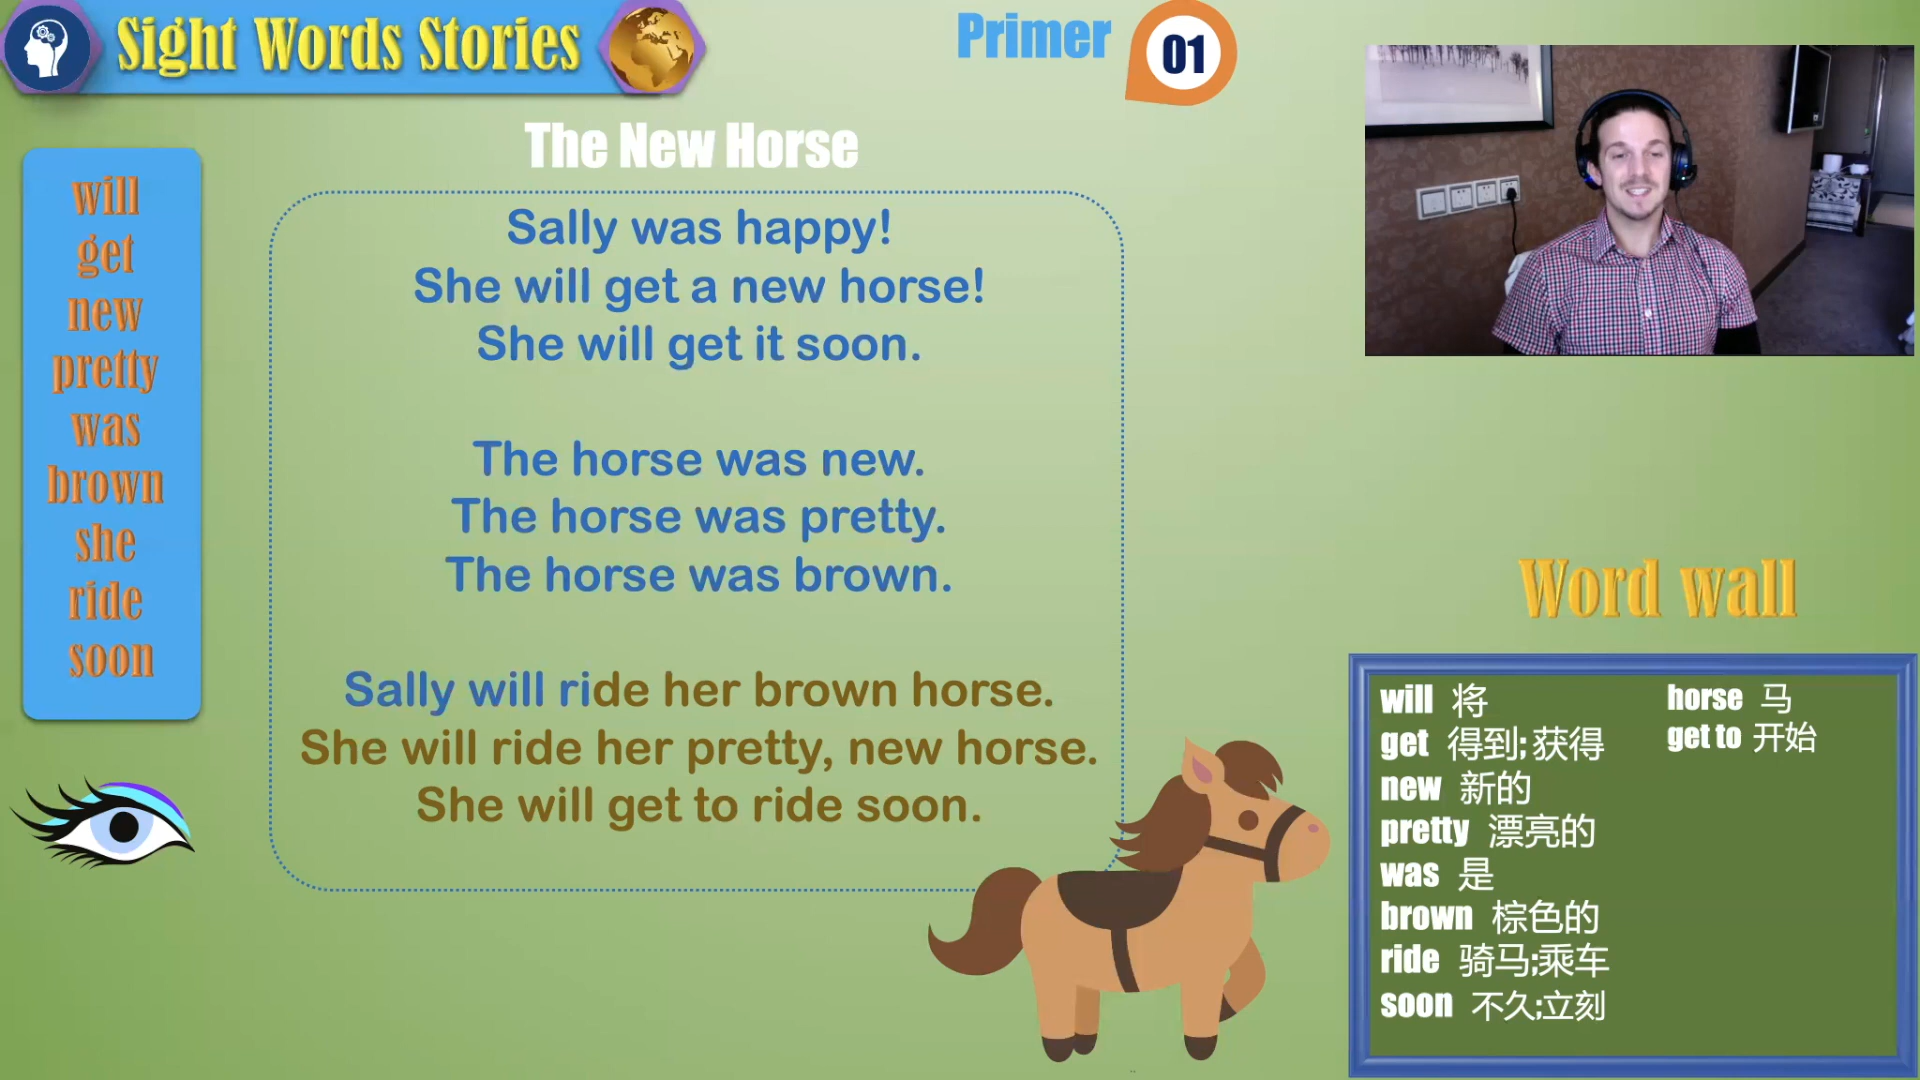 Sight Words Stories
Primer
01
The New Horse
will
get
new
pretty
was
brown
she
ride
soon
Sally was happy!
She will get a new horse!
She will get it soon.
The horse was new.
The horse was pretty.
The horse was brown.
Sally will ride her brown horse.
She will ride her pretty, new horse.
She will get to ride soon.
Word wall
will 将
get 得到;获得
new 新的
pretty 漂亮的
was 是
brown 棕色的
ride 骑马;乘车
soon 不久;立刻
horse 马
get to 开始